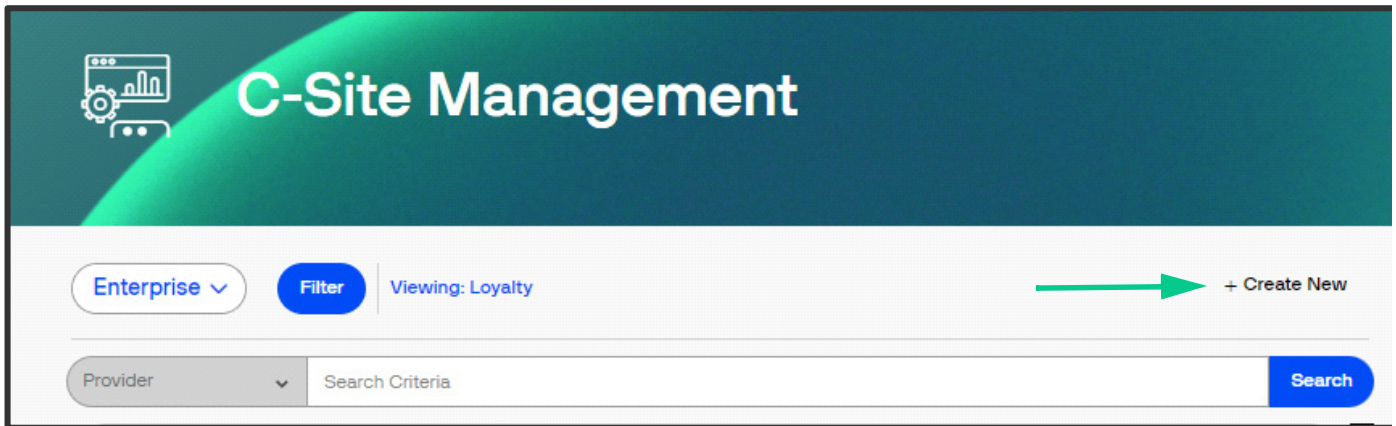 C-Site Management
Enterprise
Filter
Viewing: Loyalty
+ Create New
Provider
Search Criteria
Search